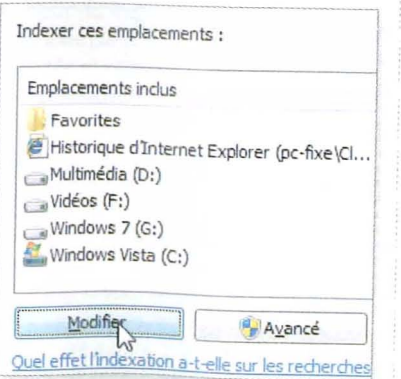 Indexer ces emplacements :
Emplacements inclus
Favorites
Historique d'Internet Explorer (pc-fixe\Cl...
Multimédia (D:)
Vidéos (F:)
Windows 7 (G:)
Windows Vista (C:)
Modifier
Avancé
Quel effet l'indexation a-t-elle sur les recherches